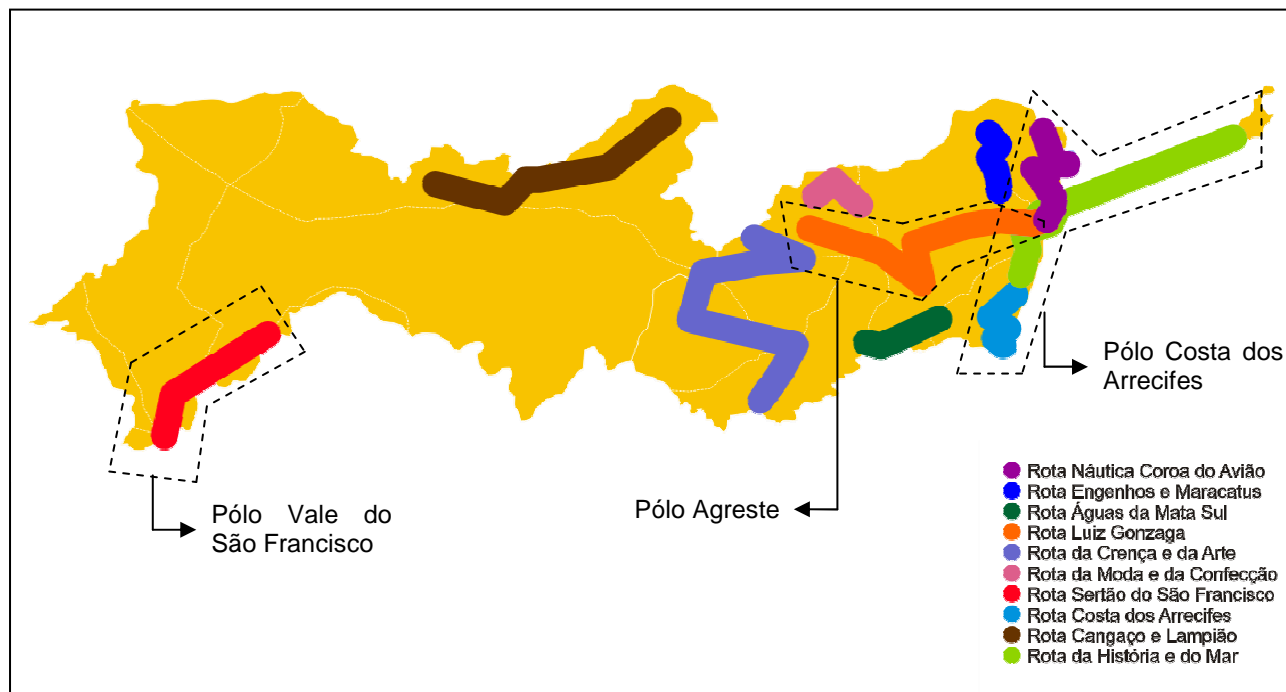 Pólo Costa dos
Arrecifes
Pólo Agreste
Pólo Vale do
São Francisco
Rota Náutica Coroa do Avião
Rota Engenhos e Maracatus
Rota Águas da Mata Sul
Rota Luiz Gonzaga
Rota da Crença e da Arte
Rota da Moda e da Confecção
Rota Sertão do São Francisco
Rota Costa dos Arrecifes
Rota Cangaço e Lampião
Rota da História e do Mar